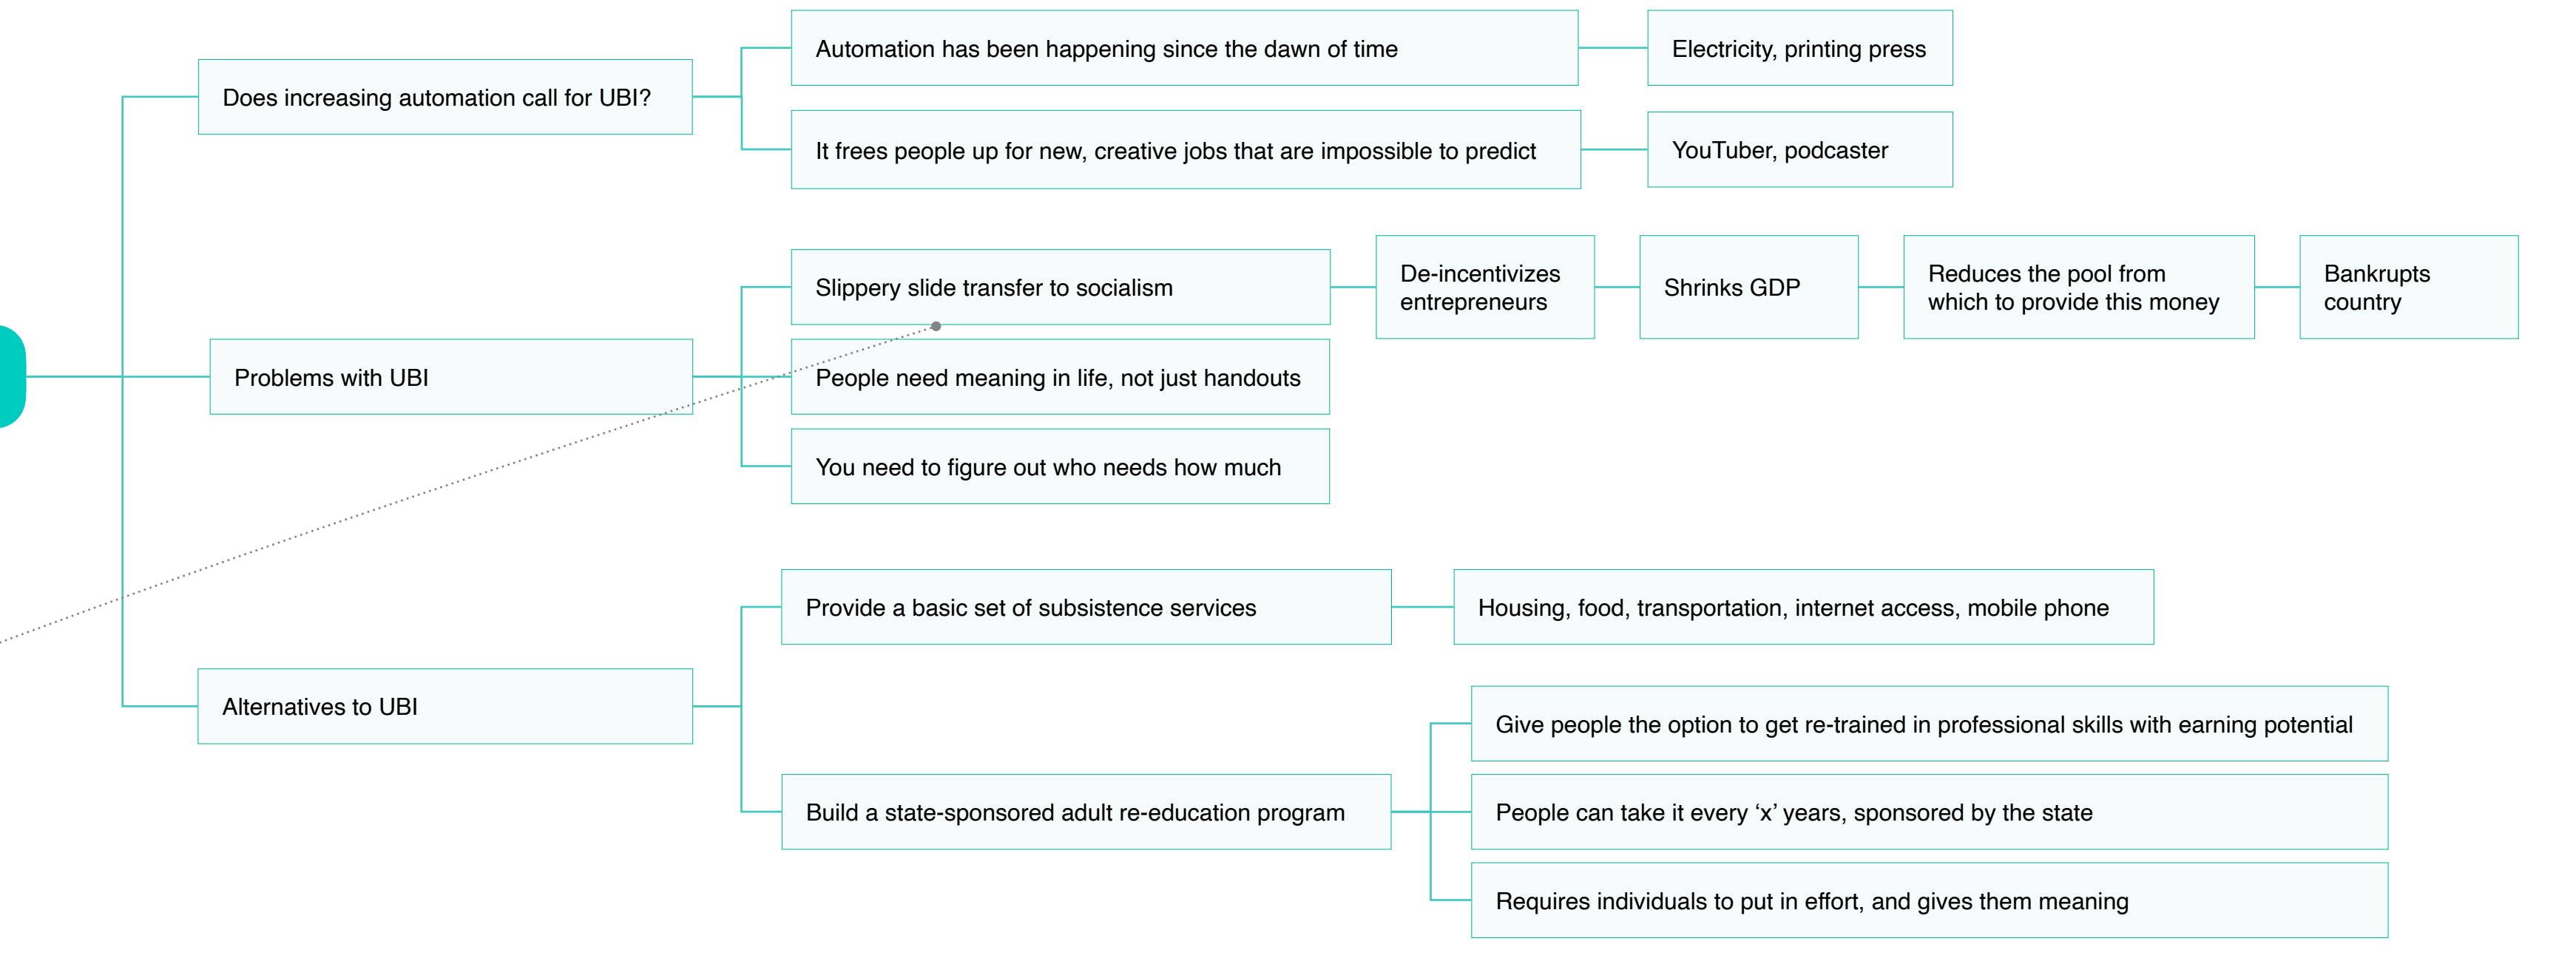 Does increasing automation call for UBI?
Automation has been happening since the dawn of time
Electricity, printing press
It frees people up for new, creative jobs that are impossible to predict
YouTuber, podcaster
Problems with UBI
Slippery slide transfer to socialism
De-incentivizes
entrepreneurs
Shrinks GDP
Reduces the pool from
which to provide this money
Bankrupts
country
People need meaning in life, not just handouts
You need to figure out who needs how much
Alternatives to UBI
Provide a basic set of subsistence services
Housing, food, transportation, internet access, mobile phone
Build a state-sponsored adult re-education program
Give people the option to get re-trained in professional skills with earning potential
People can take it every ‘x’ years, sponsored by the state
Requires individuals to put in effort, and gives them meaning